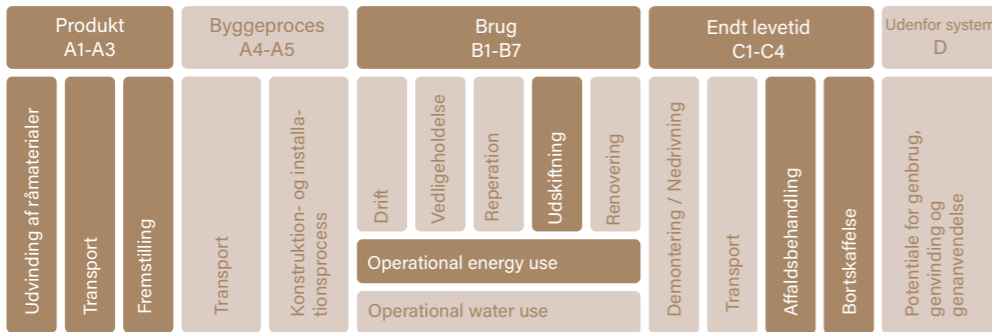 Produkt
A1-A3
Byggeproces
A4-A5
Brug
B1-B7
Endt levetid
C1-C4
Udenfor system
D
Udvinding af råmaterialer
Transport
Fremstilling
Transport
Konstruktion- og installa-
tionsprocess
Drift
Vedligeholdelse
Reperation
Udskiftning
Renovering
Operational energy use
Operational water use
Demontering / Nedrivning
Transport
Affaldsbehandling
Bortskaffelse
Potentiale for genbrug,
genvinding og
genanvendelse